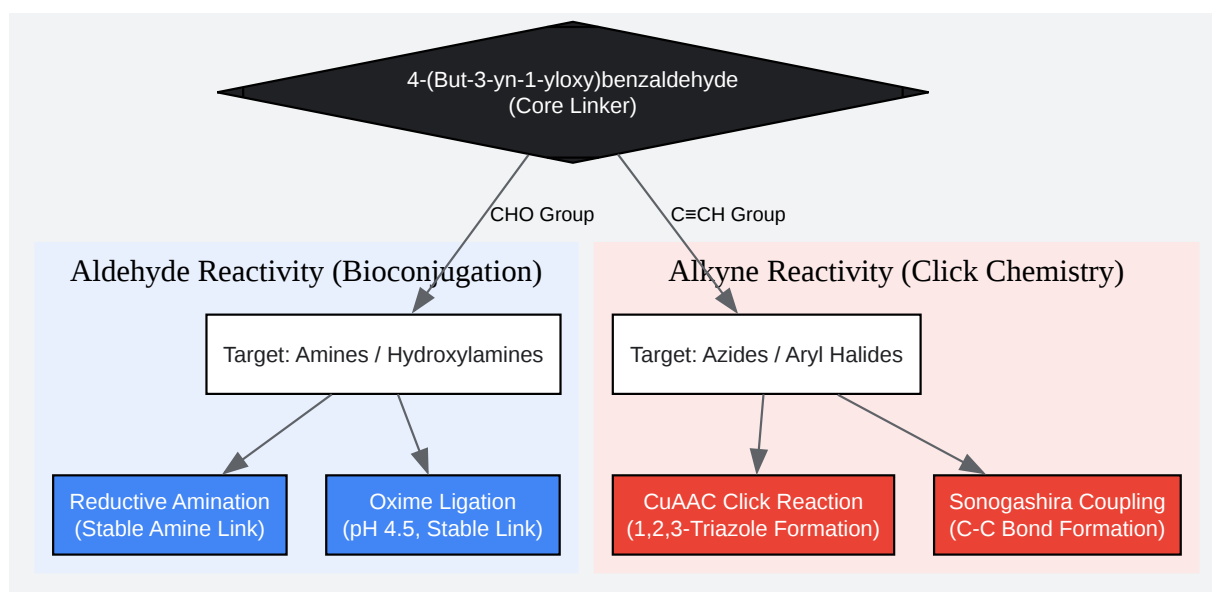 4-(But-3-yn-1-yloxy)benzaldehyde
(Core Linker)
CHO Group
C≡CH Group
Aldehyde Reactivity (Bioconjugation)
Target: Amines / Hydroxylamines
Reductive Amination
(Stable Amine Link)
Oxime Ligation
(pH 4.5, Stable Link)
Alkyne Reactivity (Click Chemistry)
Target: Azides / Aryl Halides
CuAAC Click Reaction
(1,2,3-Triazole Formation)
Sonogashira Coupling
(C-C Bond Formation)